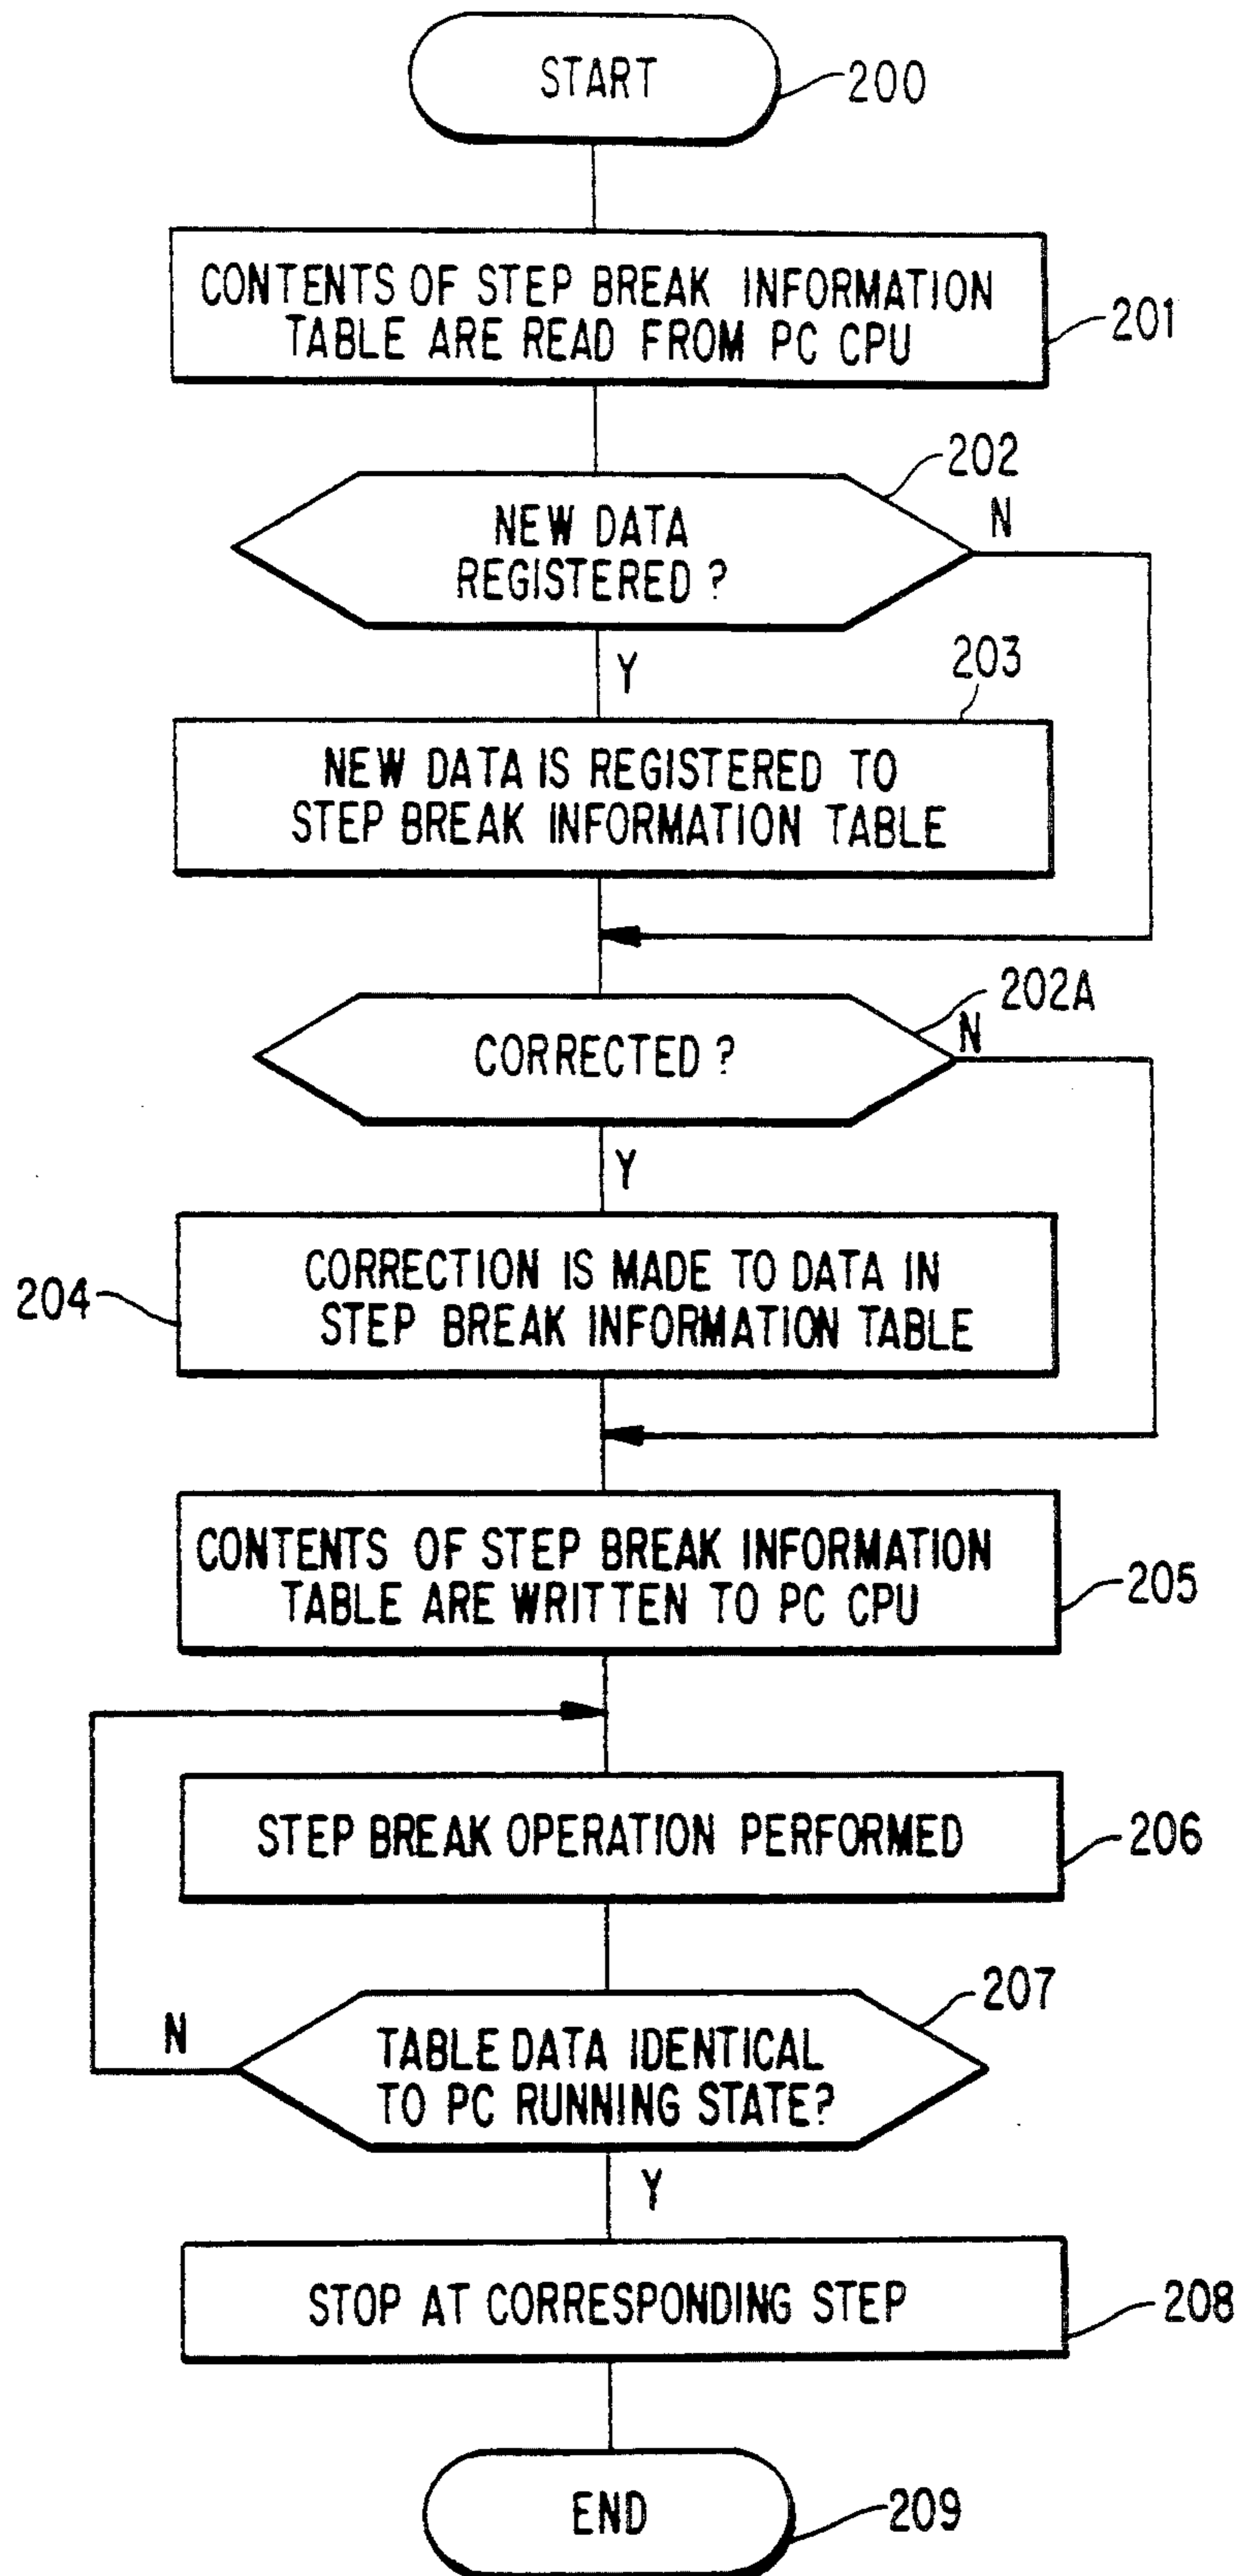 START
200
CONTENTS OF STEP BREAK INFORMATION
TABLE ARE READ FROM PC CPU
201
202
N
NEW DATA
REGISTERED ?
Y
203
NEW DATA IS REGISTERED TO
STEP BREAK INFORMATION TABLE
202A
N
CORRECTED ?
Y
204
CORRECTION IS MADE TO DATA IN
STEP BREAK INFORMATION TABLE
CONTENTS OF STEP BREAK INFORMATION
TABLE ARE WRITTEN TO PC CPU
205
STEP BREAK OPERATION PERFORMED
206
207
N
TABLE DATA IDENTICAL
TO PC RUNNING STATE?
Y
STOP AT CORRESPONDING STEP
208
END
209